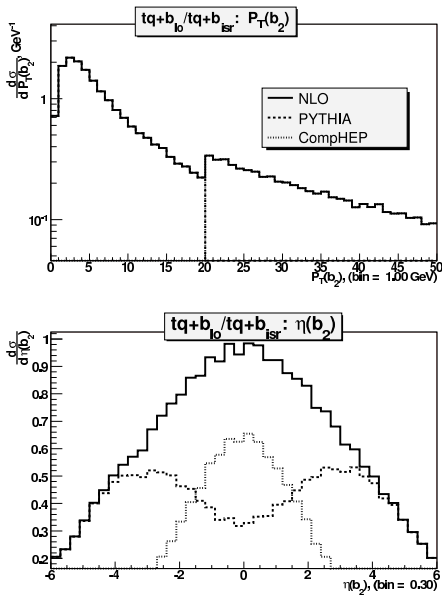 tq+b_lo/tq+b_isr: P_T(b_2)
dσ/dP_T(b_2), GeV⁻¹
1
10⁻¹
NLO
PYTHIA
CompHEP
0 5 10 15 20 25 30 35 40 45 50
P_T(b_2), (bin = 1.00 GeV)
tq+b_lo/tq+b_isr: η(b_2)
dσ/dη(b_2)
1
0.9
0.8
0.7
0.6
0.5
0.4
0.3
0.2
-6 -4 -2 0 2 4 6
η(b_2), (bin = 0.30)